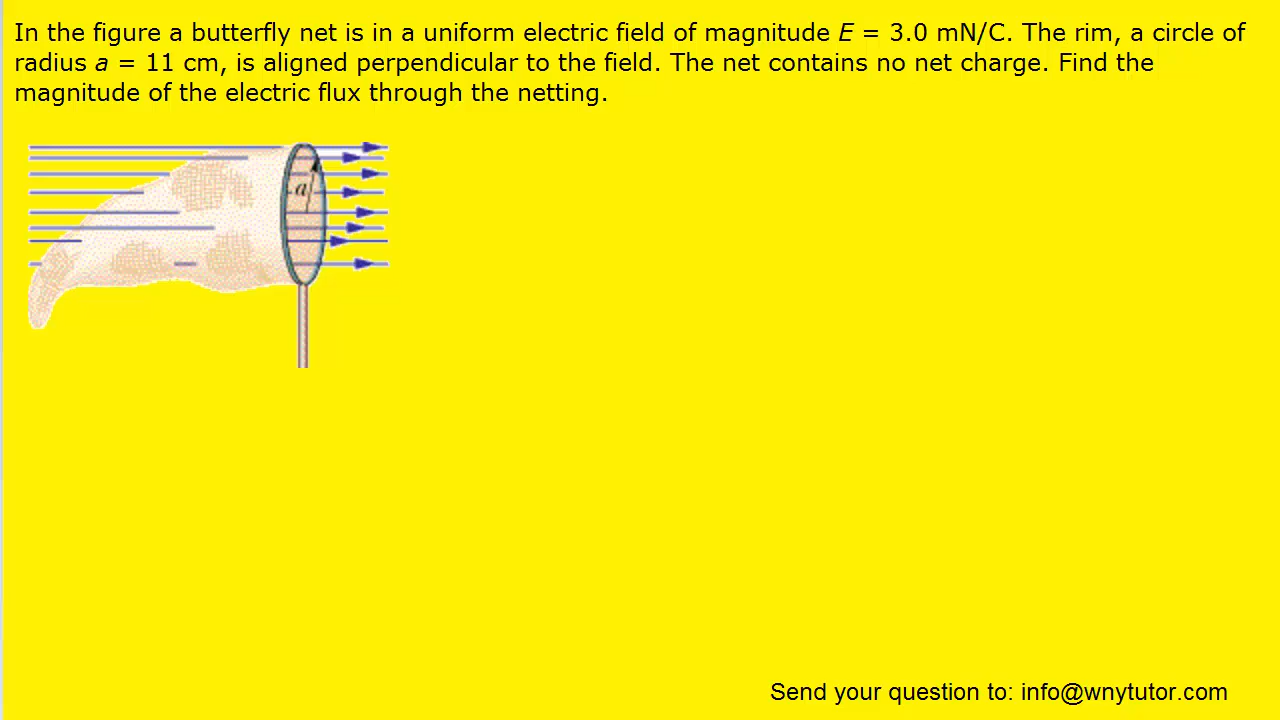 In the figure a butterfly net is in a uniform electric field of magnitude E = 3.0 mN/C. The rim, a circle of
radius a = 11 cm, is aligned perpendicular to the field. The net contains no net charge. Find the
magnitude of the electric flux through the netting.
a
Send your question to: info@wnytutor.com